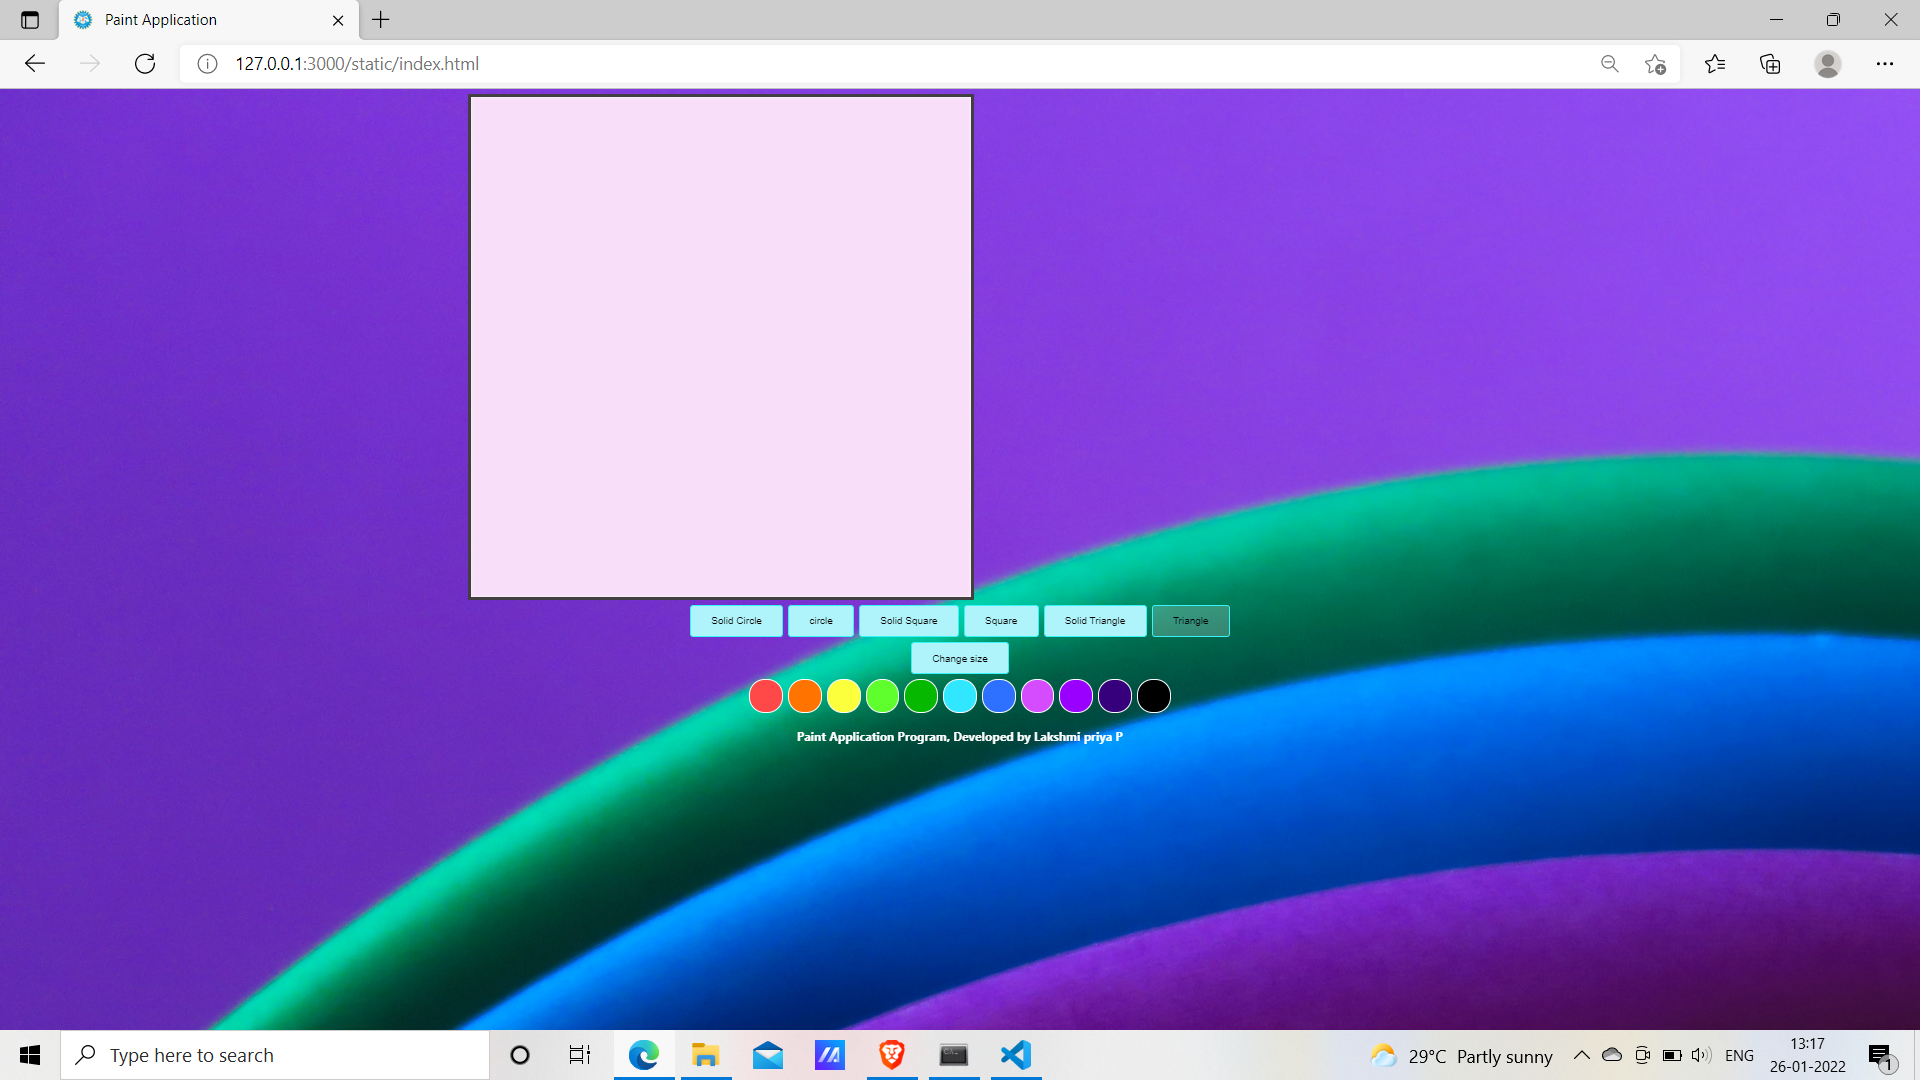 Paint Application
127.0.0.1:3000/static/index.html
Solid Circle circle Solid Square Square Solid Triangle Triangle
Change size
Paint Application Program, Developed by Lakshmi priya P
Type here to search
29°C Partly sunny
ENG
13:17
26-01-2022
1